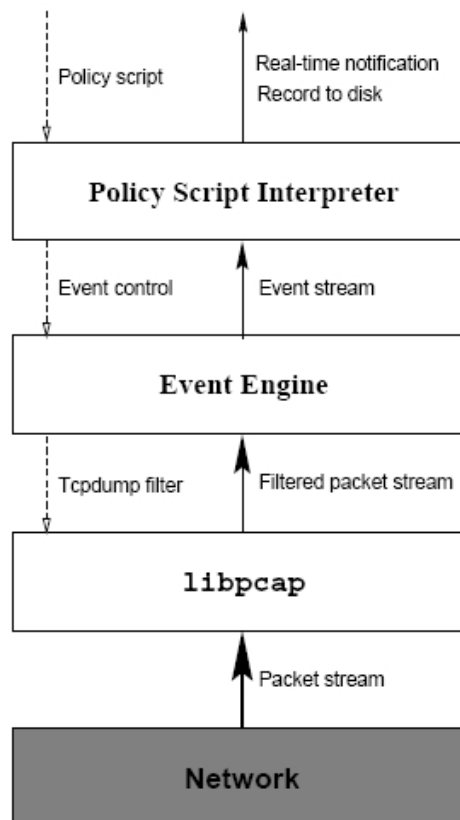 Policy script
Real-time notification
Record to disk
Policy Script Interpreter
Event control
Event stream
Event Engine
Tcpdump filter
Filtered packet stream
libpcap
Packet stream
Network